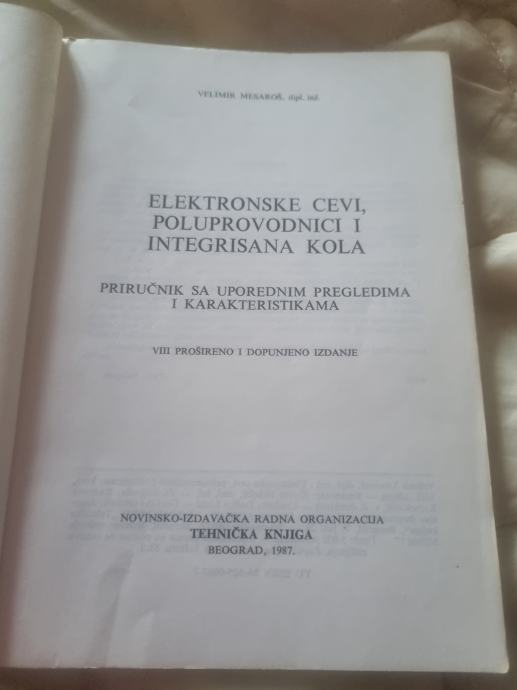 VELIMIR MESAROŠ, dipl. inž.
ELEKTRONSKE CEVI,
POLUPROVODNICI I
INTEGRISANA KOLA
PRIRUČNIK SA UPOREDNIM PREGLEDIMA
I KARAKTERISTIKAMA
VIII PROŠIRENO I DOPUNJENO IZDANJE
NOVINSKO-IZDAVAČKA RADNA ORGANIZACIJA
TEHNIČKA KNJIGA
BEOGRAD, 1987.